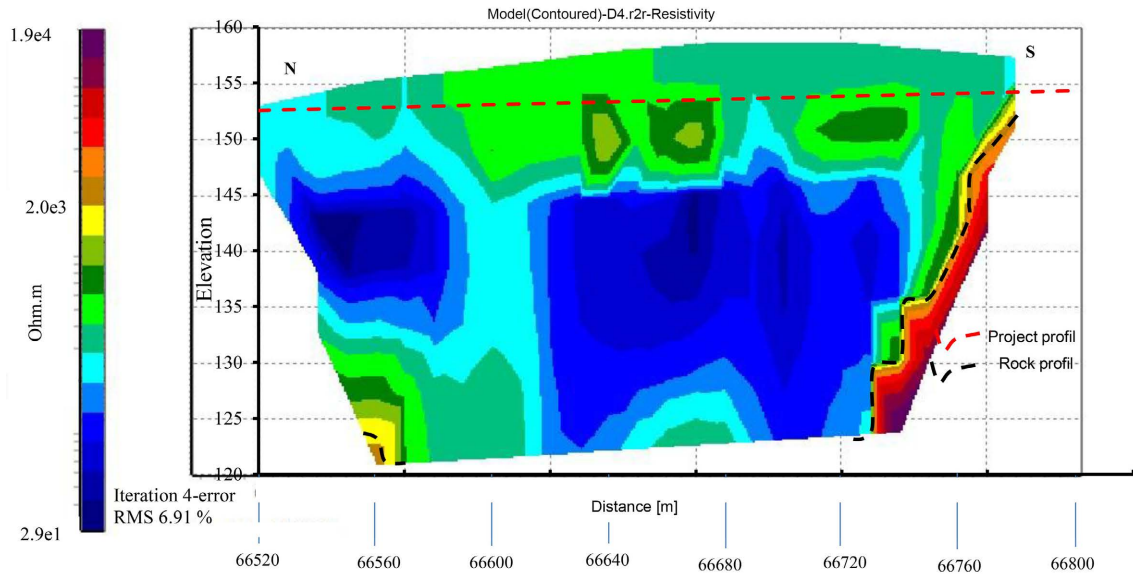 Model(Contoured)-D4.r2r-Resistivity
1.9e4
2.0e3
2.9e1
Ohm.m
Iteration 4-error
RMS 6.91 %
160
155
150
145
140
135
130
125
120
Elevation
N
S
Project profil
Rock profil
Distance [m]
66520
66560
66600
66640
66680
66720
66760
66800